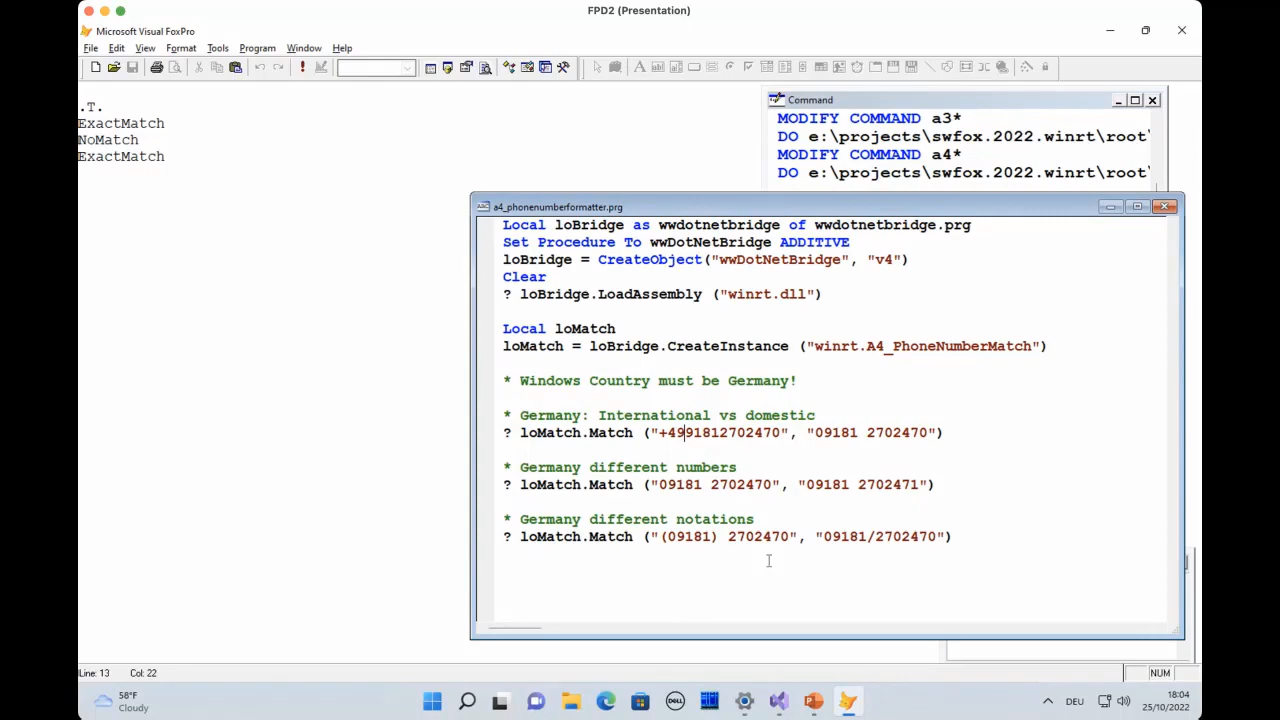 FPD2 (Presentation)
Microsoft Visual FoxPro
File Edit View Format Tools Program Window Help
.T.
ExactMatch
NoMatch
ExactMatch
Command
MODIFY COMMAND a3*
DO e:\projects\swfox.2022.winrt\root\
MODIFY COMMAND a4*
DO e:\projects\swfox.2022.winrt\root\
a4_phonenumberformatter.prg
Local loBridge as wwdotnetbridge of wwdotnetbridge.prg
Set Procedure To wwDotNetBridge ADDITIVE
loBridge = CreateObject("wwDotNetBridge", "v4")
Clear
? loBridge.LoadAssembly ("winrt.dll")
Local loMatch
loMatch = loBridge.CreateInstance ("winrt.A4_PhoneNumberMatch")
* Windows Country must be Germany!
* Germany: International vs domestic
? loMatch.Match ("+4991812702470", "09181 2702470")
* Germany different numbers
? loMatch.Match ("09181 2702470", "09181 2702471")
* Germany different notations
? loMatch.Match ("(09181) 2702470", "09181/2702470")
Line: 13 Col: 22 NUM
58°F
Cloudy
DELL
DEU
18:04
25/10/2022